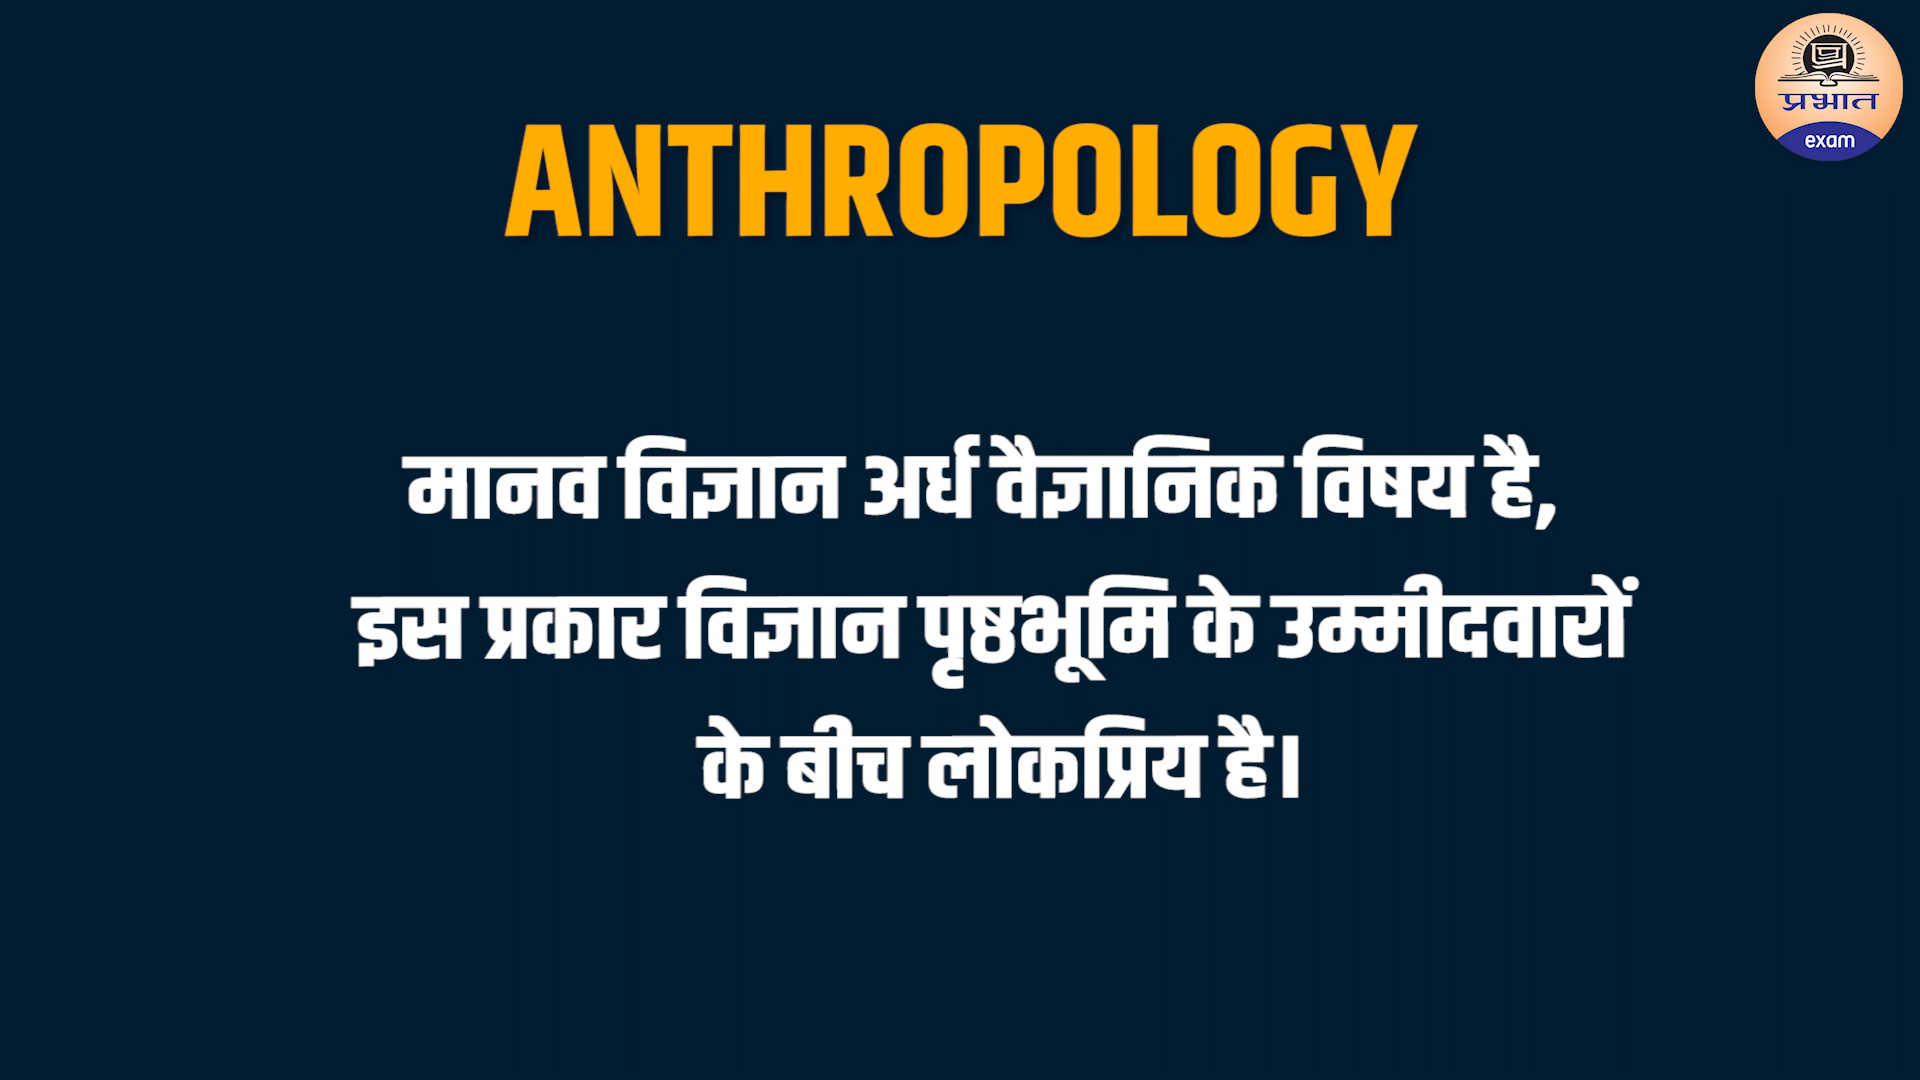 प्रभात
exam
ANTHROPOLOGY
मानव विज्ञान अर्ध वैज्ञानिक विषय है,
इस प्रकार विज्ञान पृष्ठभूमि के उम्मीदवारों
के बीच लोकप्रिय है।